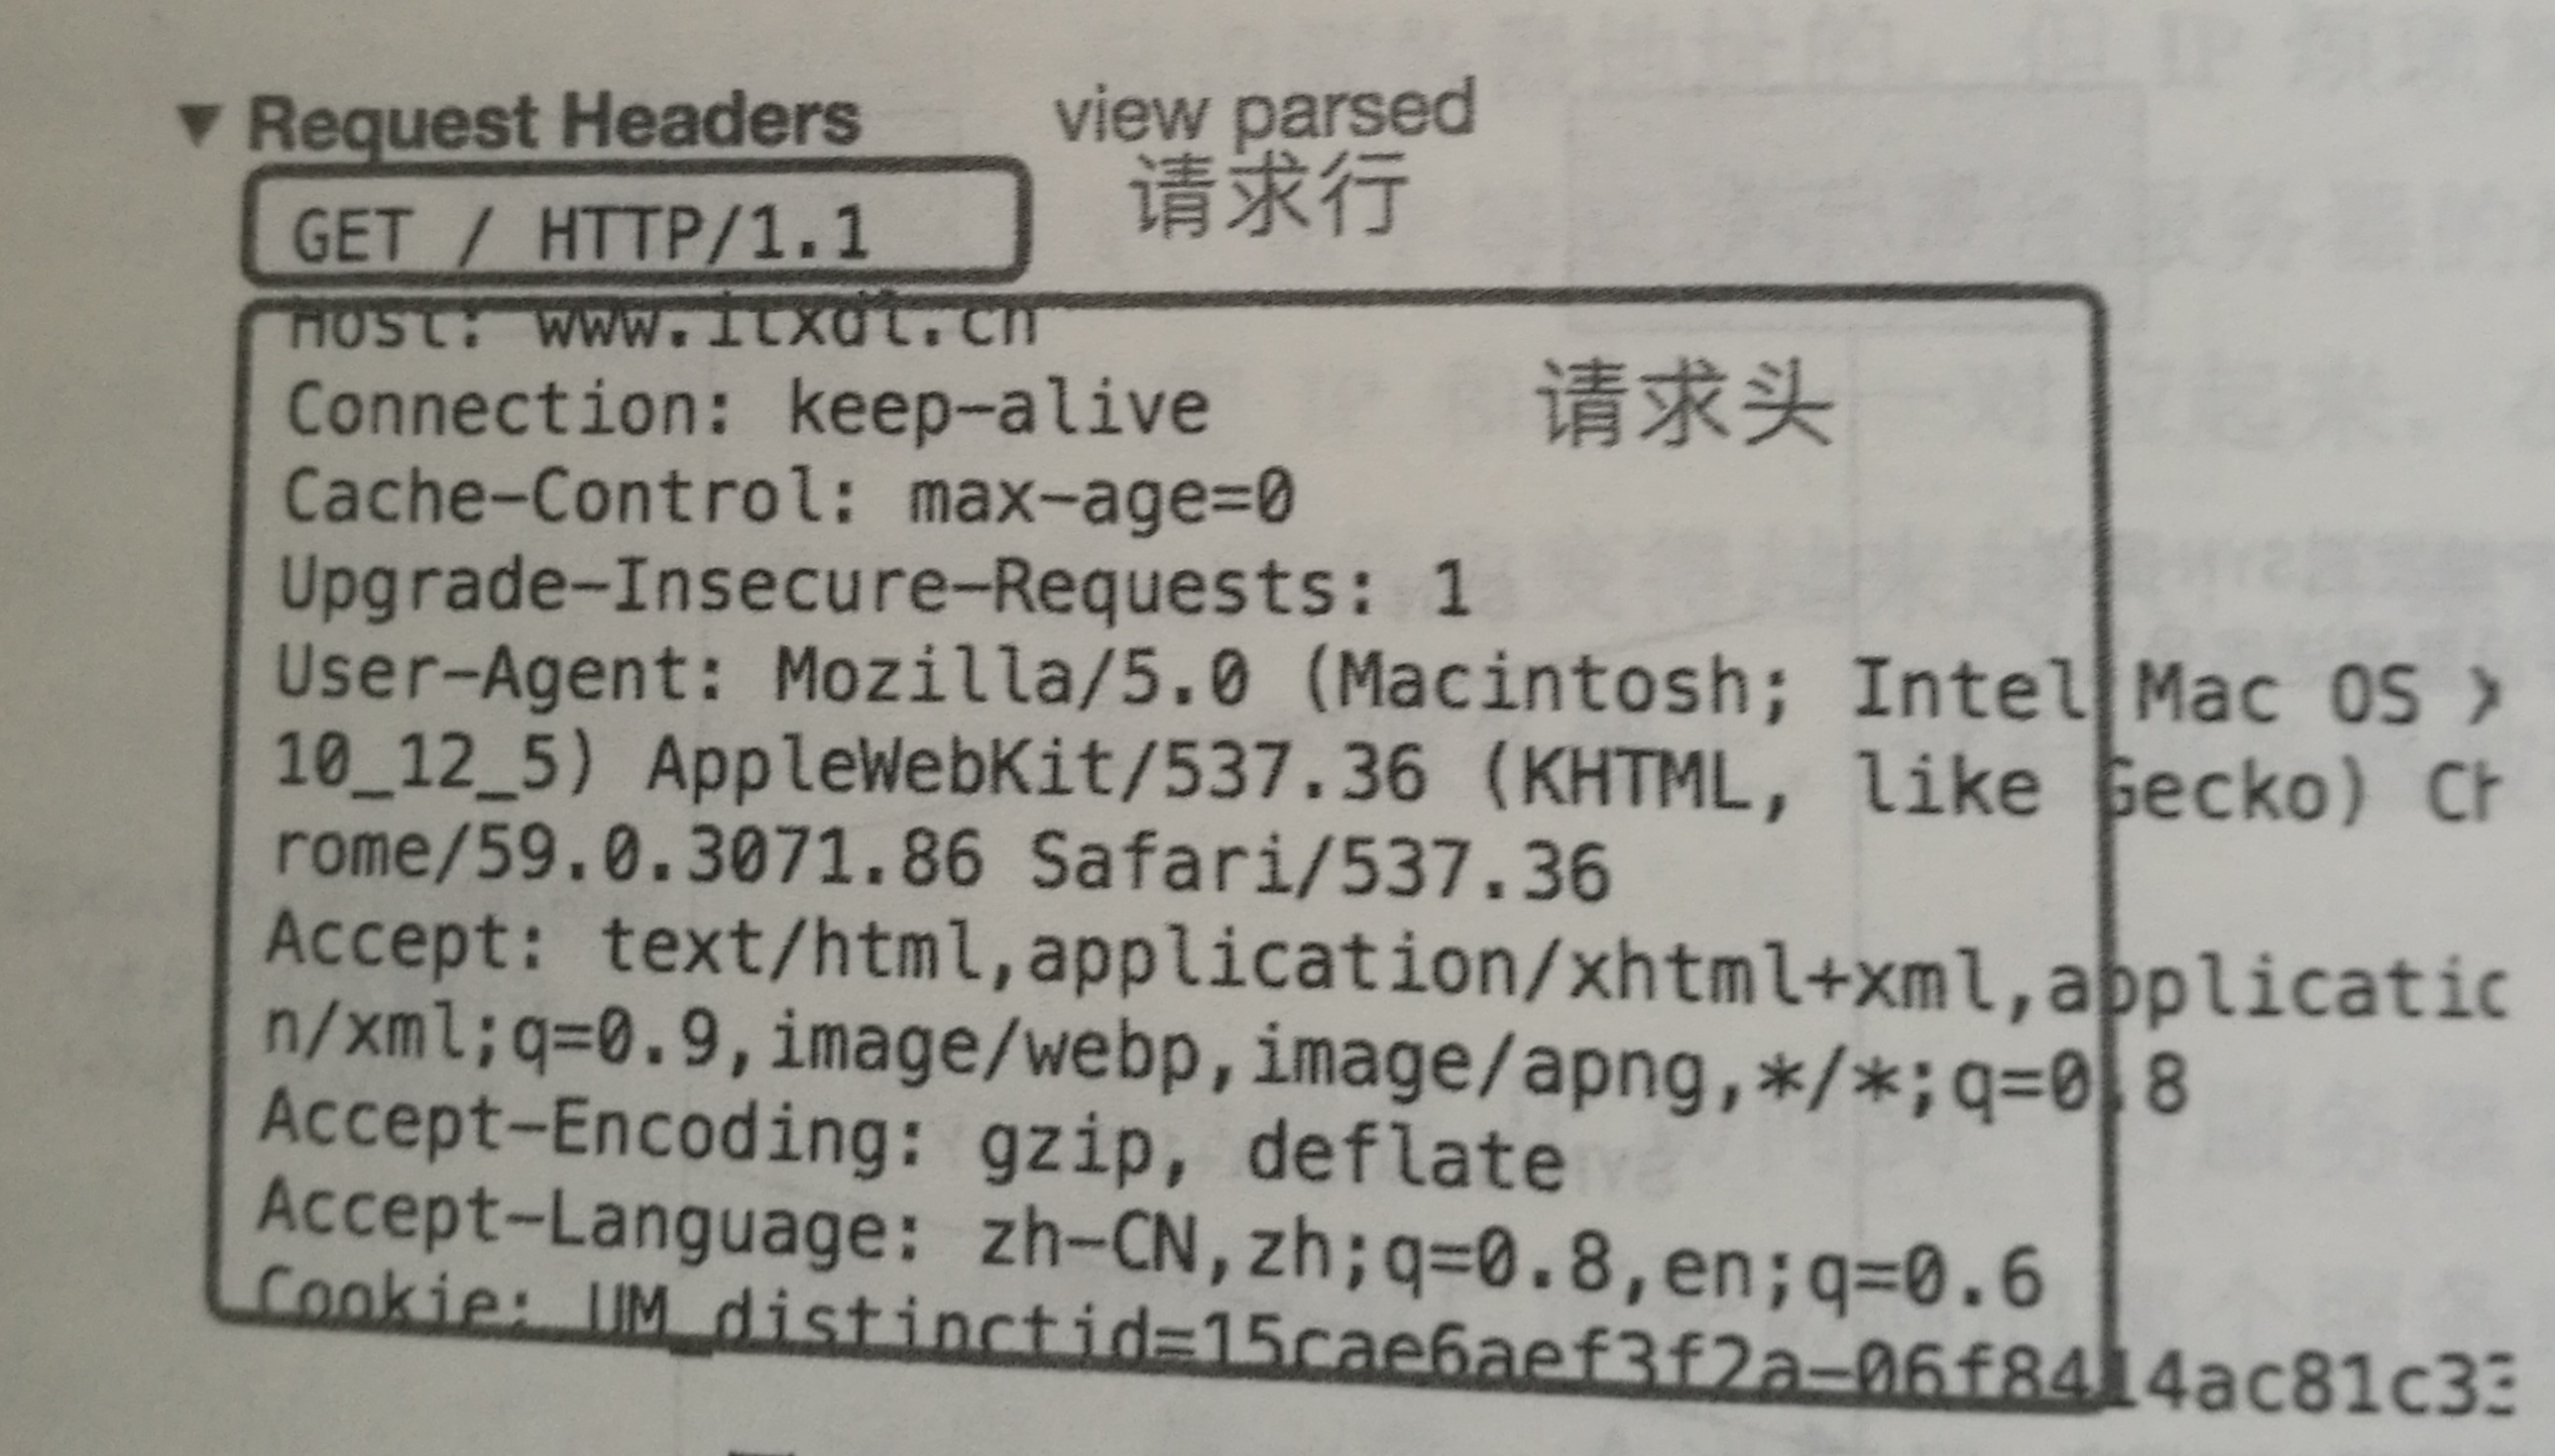 ▼ Request Headers view parsed
GET / HTTP/1.1 请求行
Host: www.itxdl.cn
Connection: keep-alive 请求头
Cache-Control: max-age=0
Upgrade-Insecure-Requests: 1
User-Agent: Mozilla/5.0 (Macintosh; Intel Mac OS X
10_12_5) AppleWebKit/537.36 (KHTML, like Gecko) Ch
rome/59.0.3071.86 Safari/537.36
Accept: text/html,application/xhtml+xml,applicatio
n/xml;q=0.9,image/webp,image/apng,*/*;q=0.8
Accept-Encoding: gzip, deflate
Accept-Language: zh-CN,zh;q=0.8,en;q=0.6
Cookie: UM_distinctid=15cae6aef3f2a-06f8414ac81c33